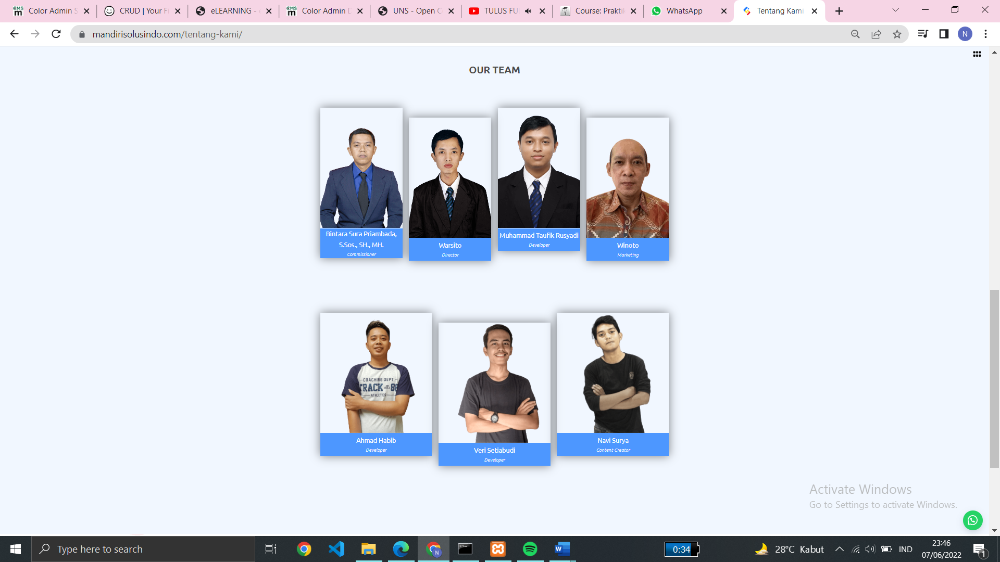 Color Admin S
CRUD | Your Fi
eLEARNING - e
Color Admin D
UNS - Open C
TULUS FU
Course: Prakti
WhatsApp
Tentang Kami
mandirisolusindo.com/tentang-kami/
N
OUR TEAM
Bintara Sura Priambada,
S.Sos., SH., MH.
Commissioner
Warsito
Director
Muhammad Taufik Rusyadi
Developer
Winoto
Marketing
COACHING DEPT.
TRACK 88
ATHLETICS
Ahmad Habib
Developer
Veri Setiabudi
Developer
Navi Surya
Content Creator
Activate Windows
Go to Settings to activate Windows.
Type here to search
0:34
28°C Kabut
IND
23:46
07/06/2022
1